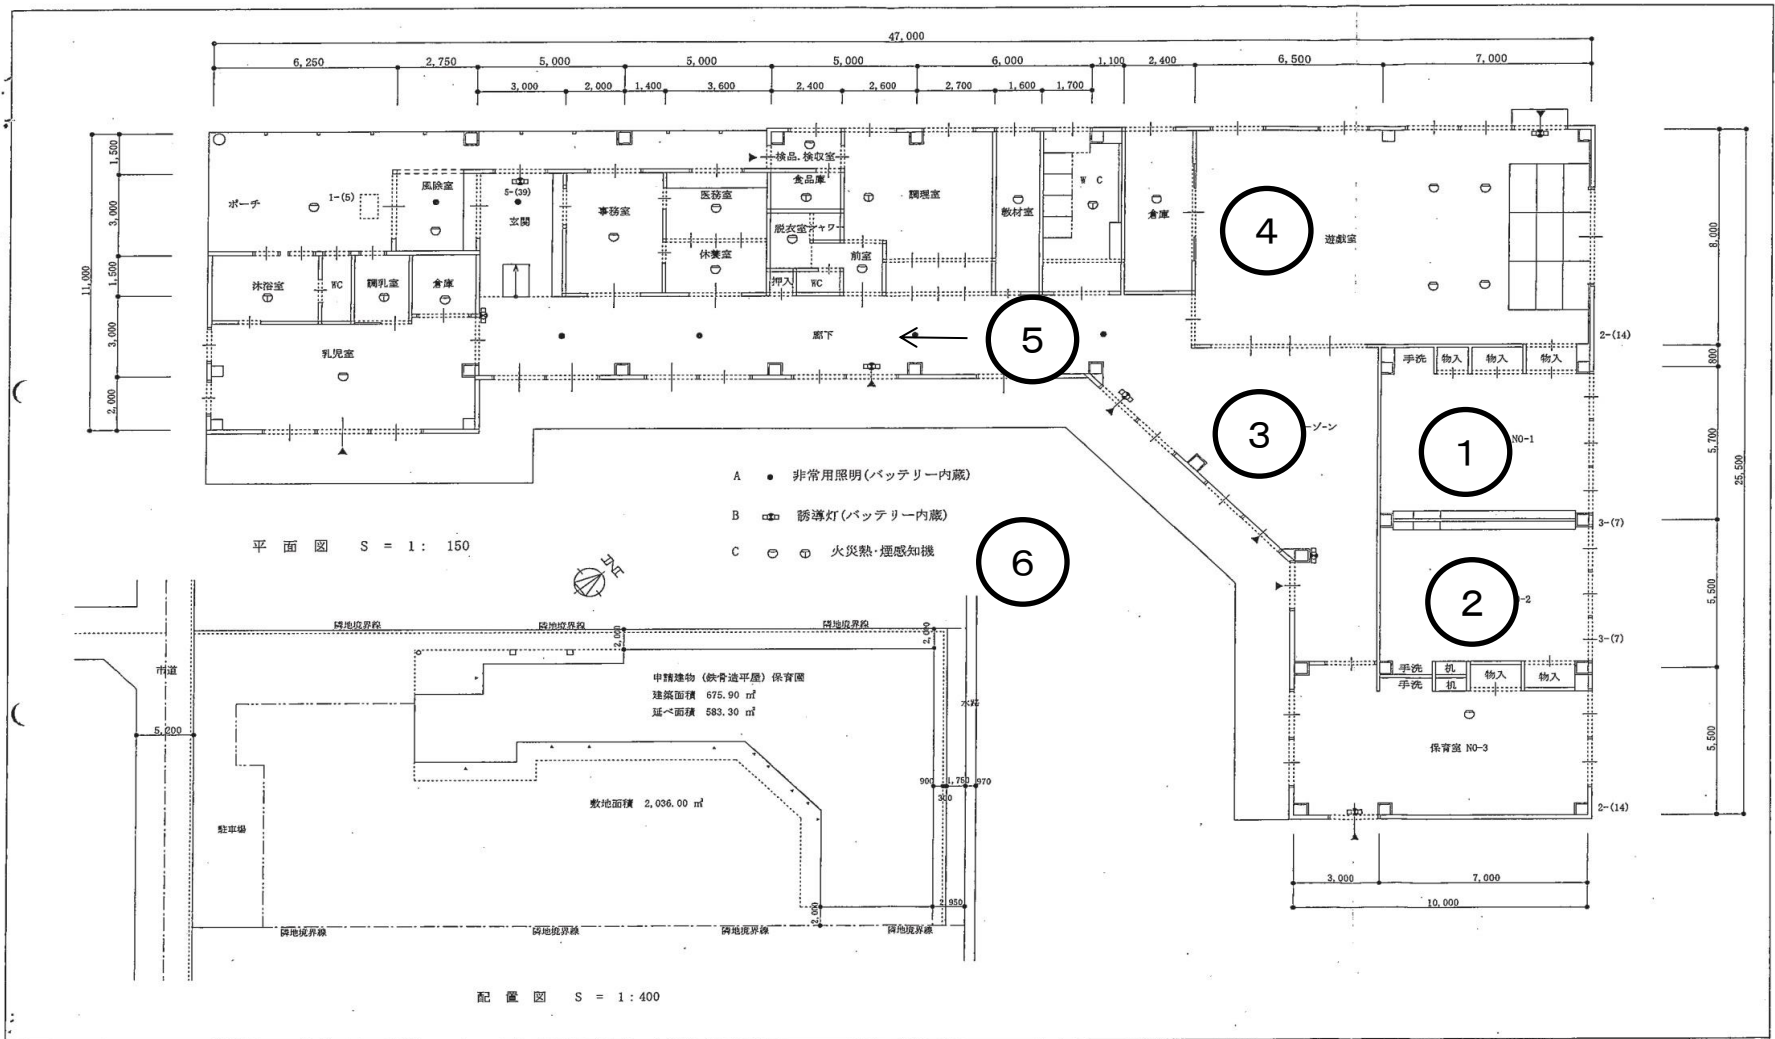 47,000
6,250 2,750 5,000 5,000 5,000 6,000 1,100 2,400 6,500 7,000
3,000 2,000 1,400 3,600 2,400 2,600 2,700 1,600 1,700
11,000
1,500
3,000
1,500
3,000
2,000
ポーチ
1-(5)
風除室
5-(39)
玄関
事務室
医務室
休養室
検品.検収室
食品庫
脱衣室
シャワー
前室
押入
WC
調理室
教材室
WC
倉庫
4
遊戯室
沐浴室
WC
調乳室
倉庫
乳児室
廊下
5
2-(14)
手洗 物入 物入 物入
3
ーゾーン
1
NO-1
3-(7)
2
-2
3-(7)
手洗 机 物入 物入
手洗 机
保育室 NO-3
2-(14)
8,000
800
5,700
5,500
5,500
25,500
3,000 7,000
10,000
A 非常用照明(バッテリー内蔵)
B 誘導灯(バッテリー内蔵)
C 火災熱・煙感知機
6
平面図 S = 1: 150
隣地境界線 隣地境界線 隣地境界線
2,000 2,000
市道
5,200
申請建物 (鉄骨造平屋) 保育園
建築面積 675.90 ㎡
延べ面積 583.30 ㎡
水路
敷地面積 2,036.00 ㎡
900 1,750 970
300
駐車場
2,000
2,950
隣地境界線 隣地境界線 隣地境界線 隣地境界線
配置図 S = 1:400